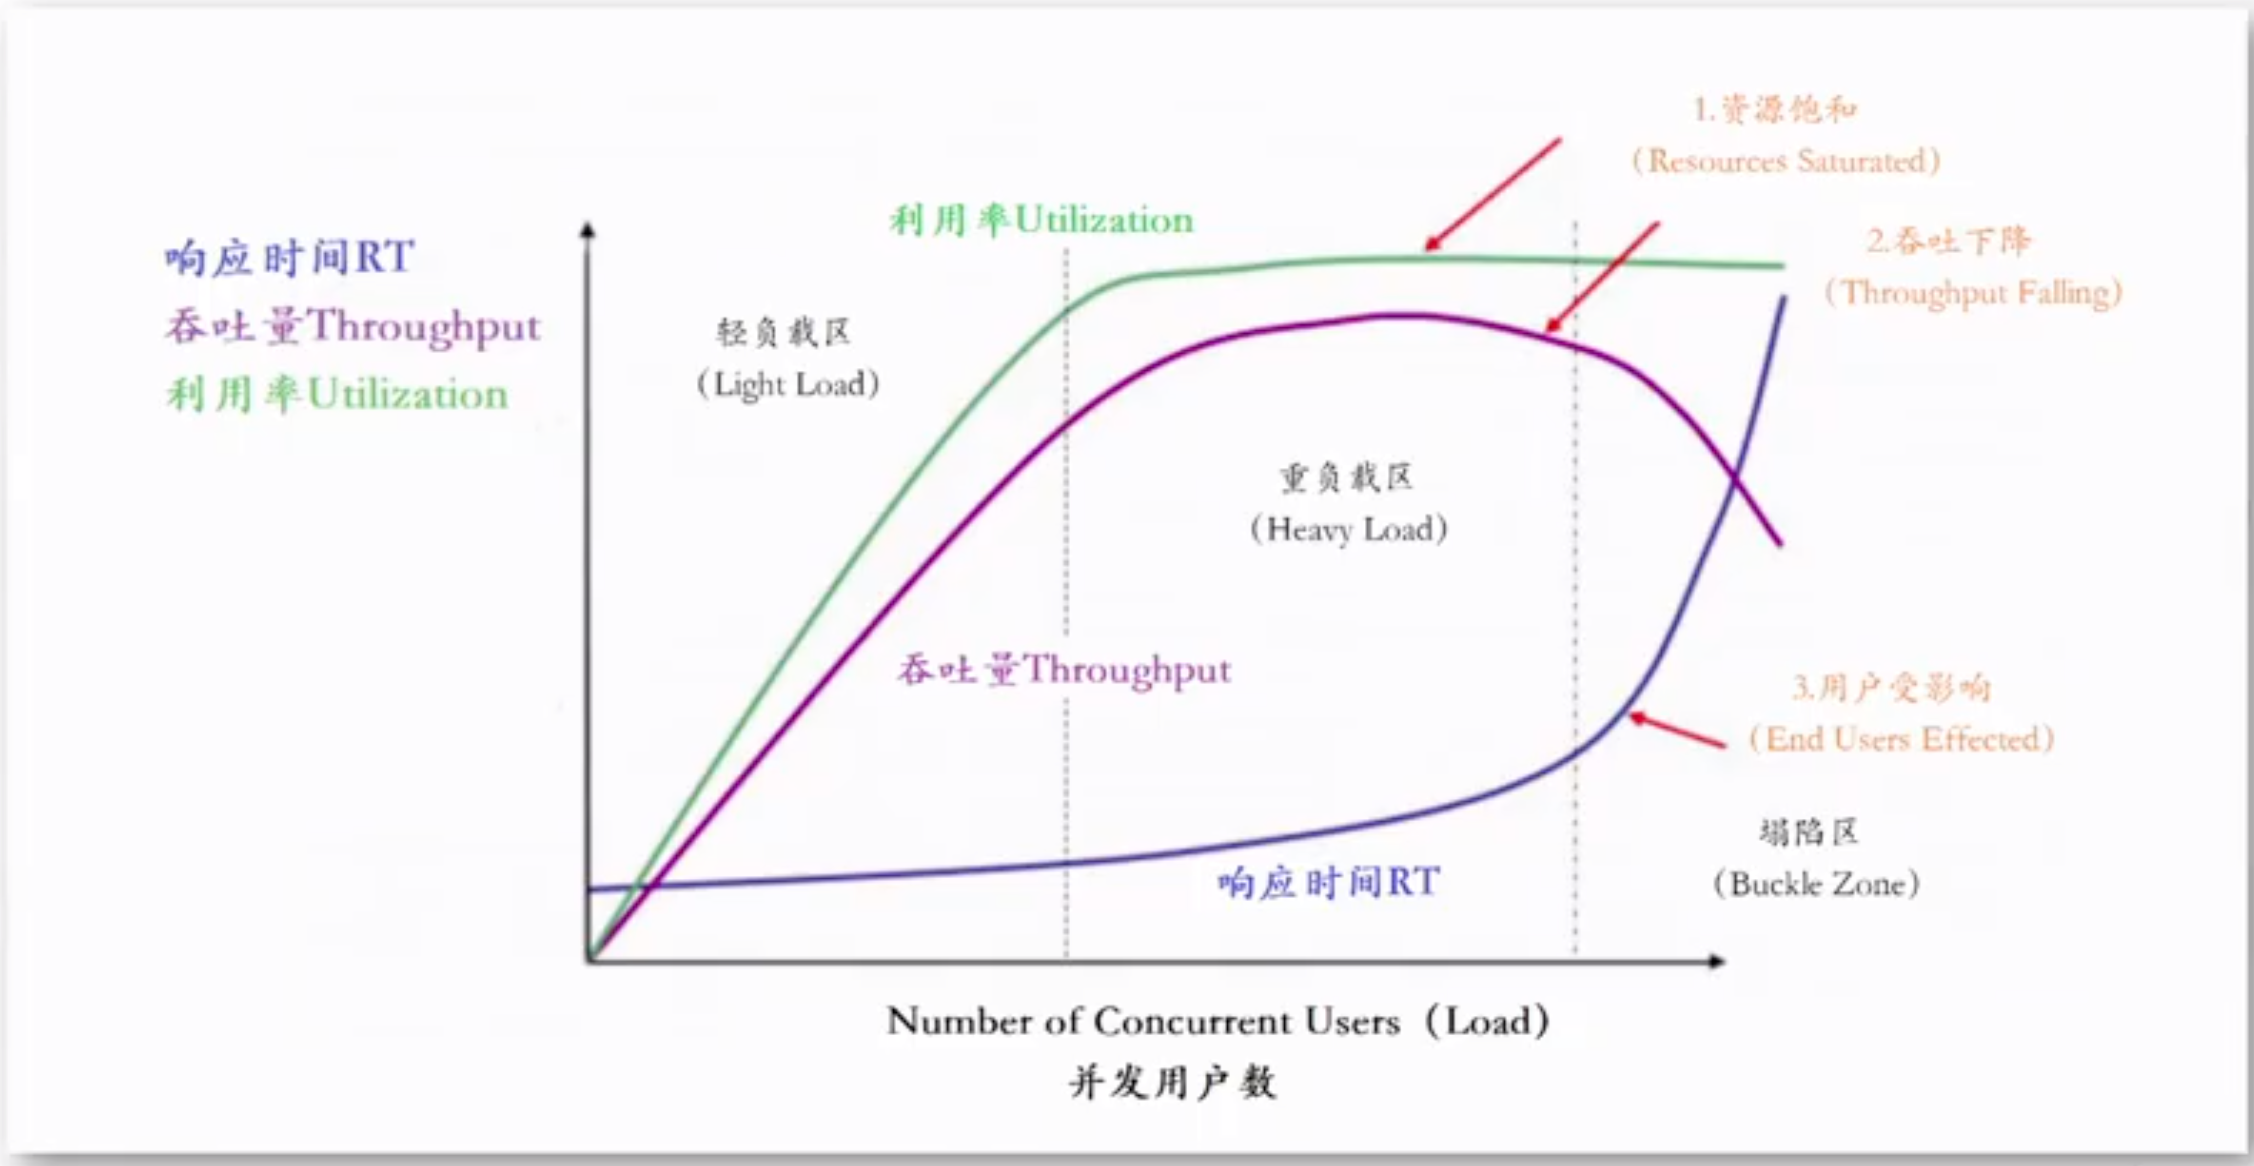 1.资源饱和
（Resources Saturated）
利用率Utilization
响应时间RT
吞吐量Throughput
利用率Utilization
2.吞吐下降
（Throughput Falling）
轻负载区
（Light Load）
重负载区
（Heavy Load）
吞吐量Throughput
3.用户受影响
（End Users Effected）
响应时间RT
塌陷区
（Buckle Zone）
Number of Concurrent Users（Load）
并发用户数